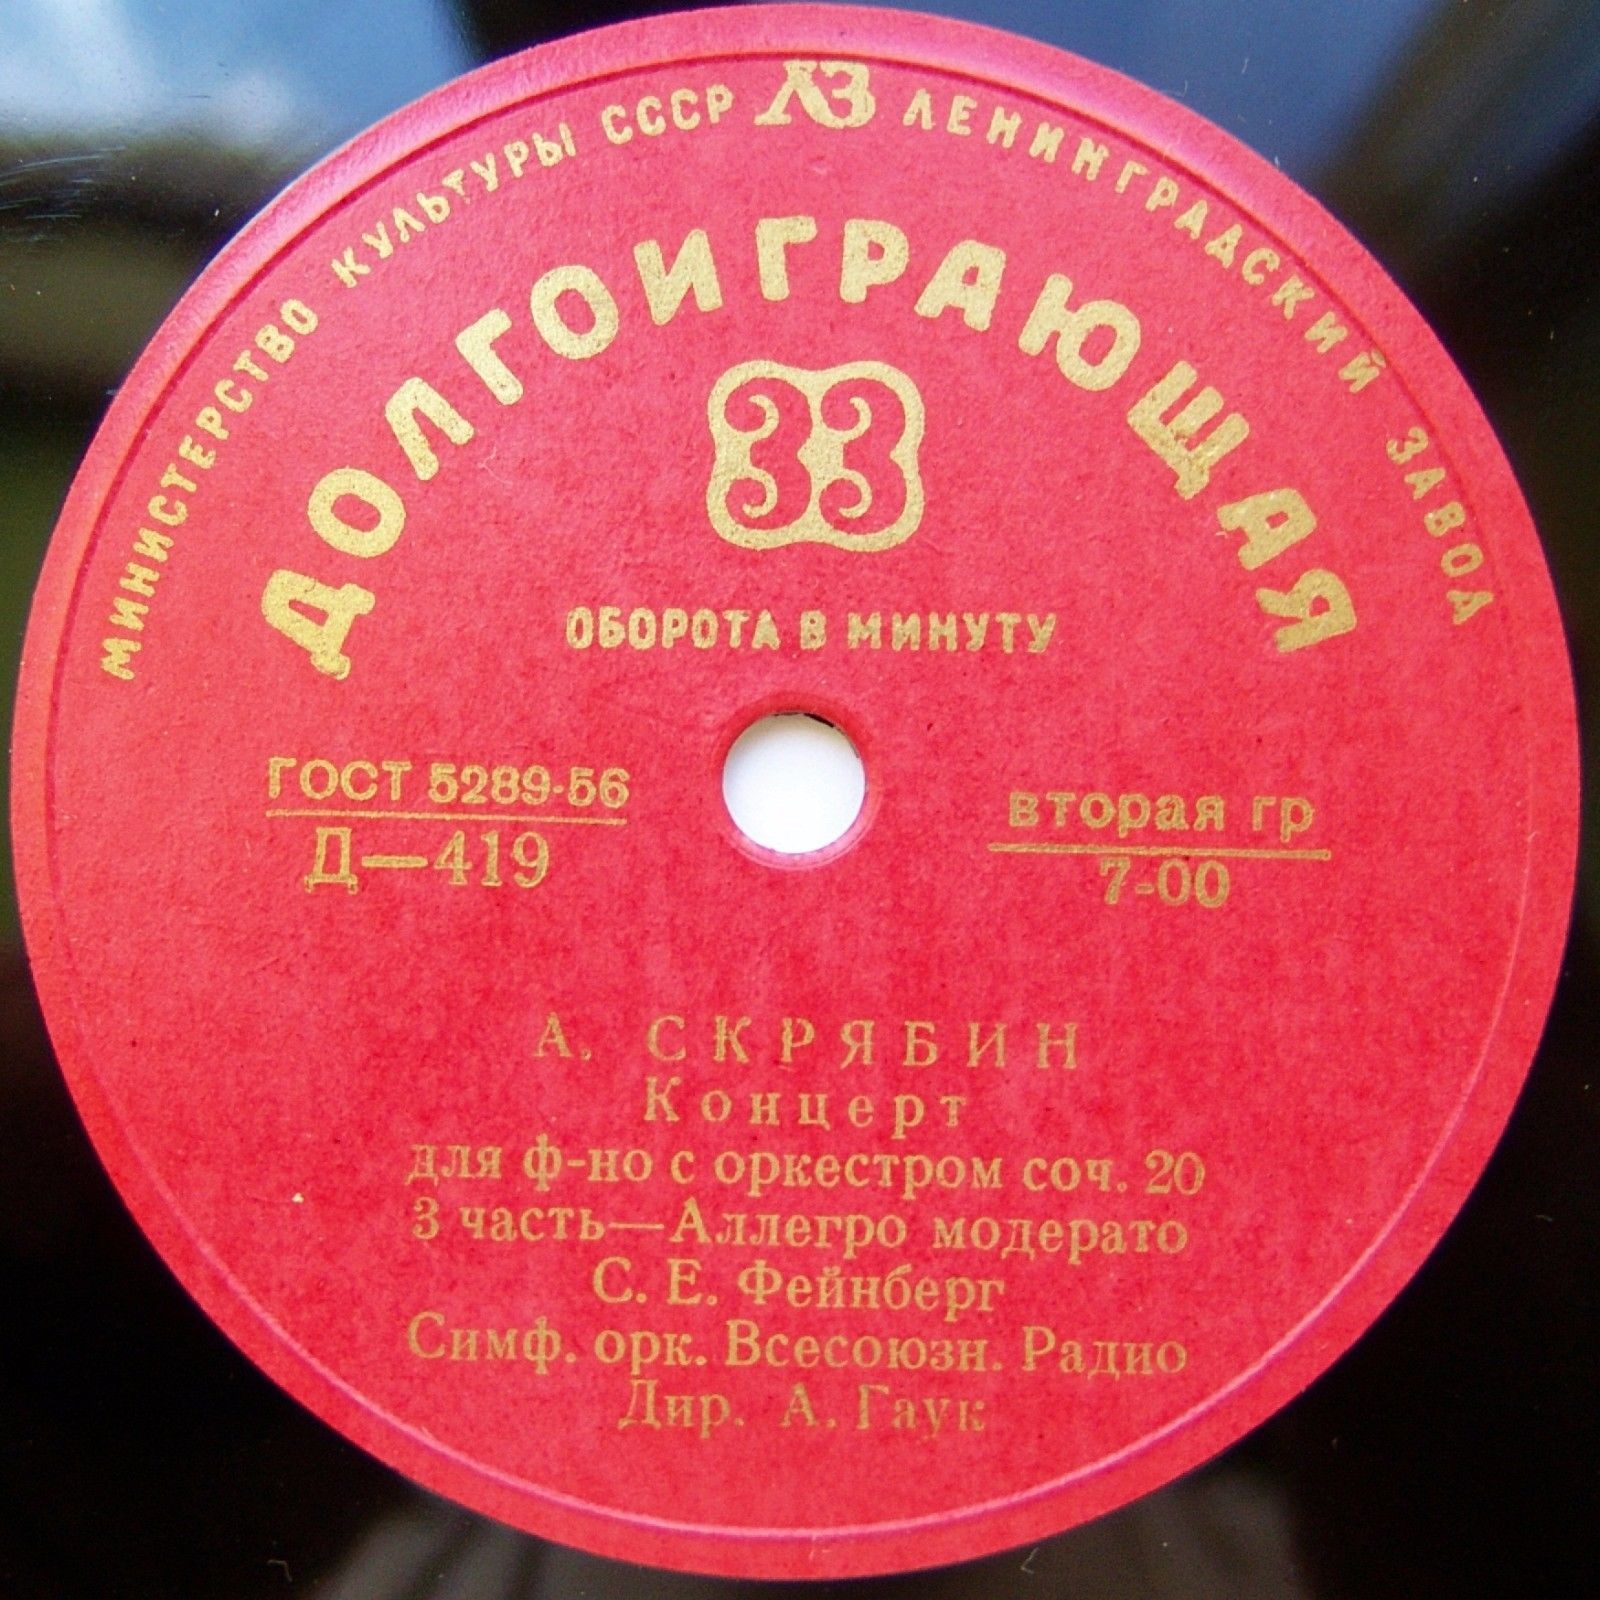 МИНИСТЕРСТВО КУЛЬТУРЫ СССР ЛЗ ЛЕНИНГРАДСКИЙ ЗАВОД
ДОЛГОИГРАЮЩАЯ
33
ОБОРОТА В МИНУТУ
ГОСТ 5289-56
Д—419
вторая гр
7-00
А. СКРЯБИН
Концерт
для ф-но с оркестром соч. 20
3 часть—Аллегро модерато
С. Е. Фейнберг
Симф. орк. Всесоюзн. Радио
Дир. А. Гаук